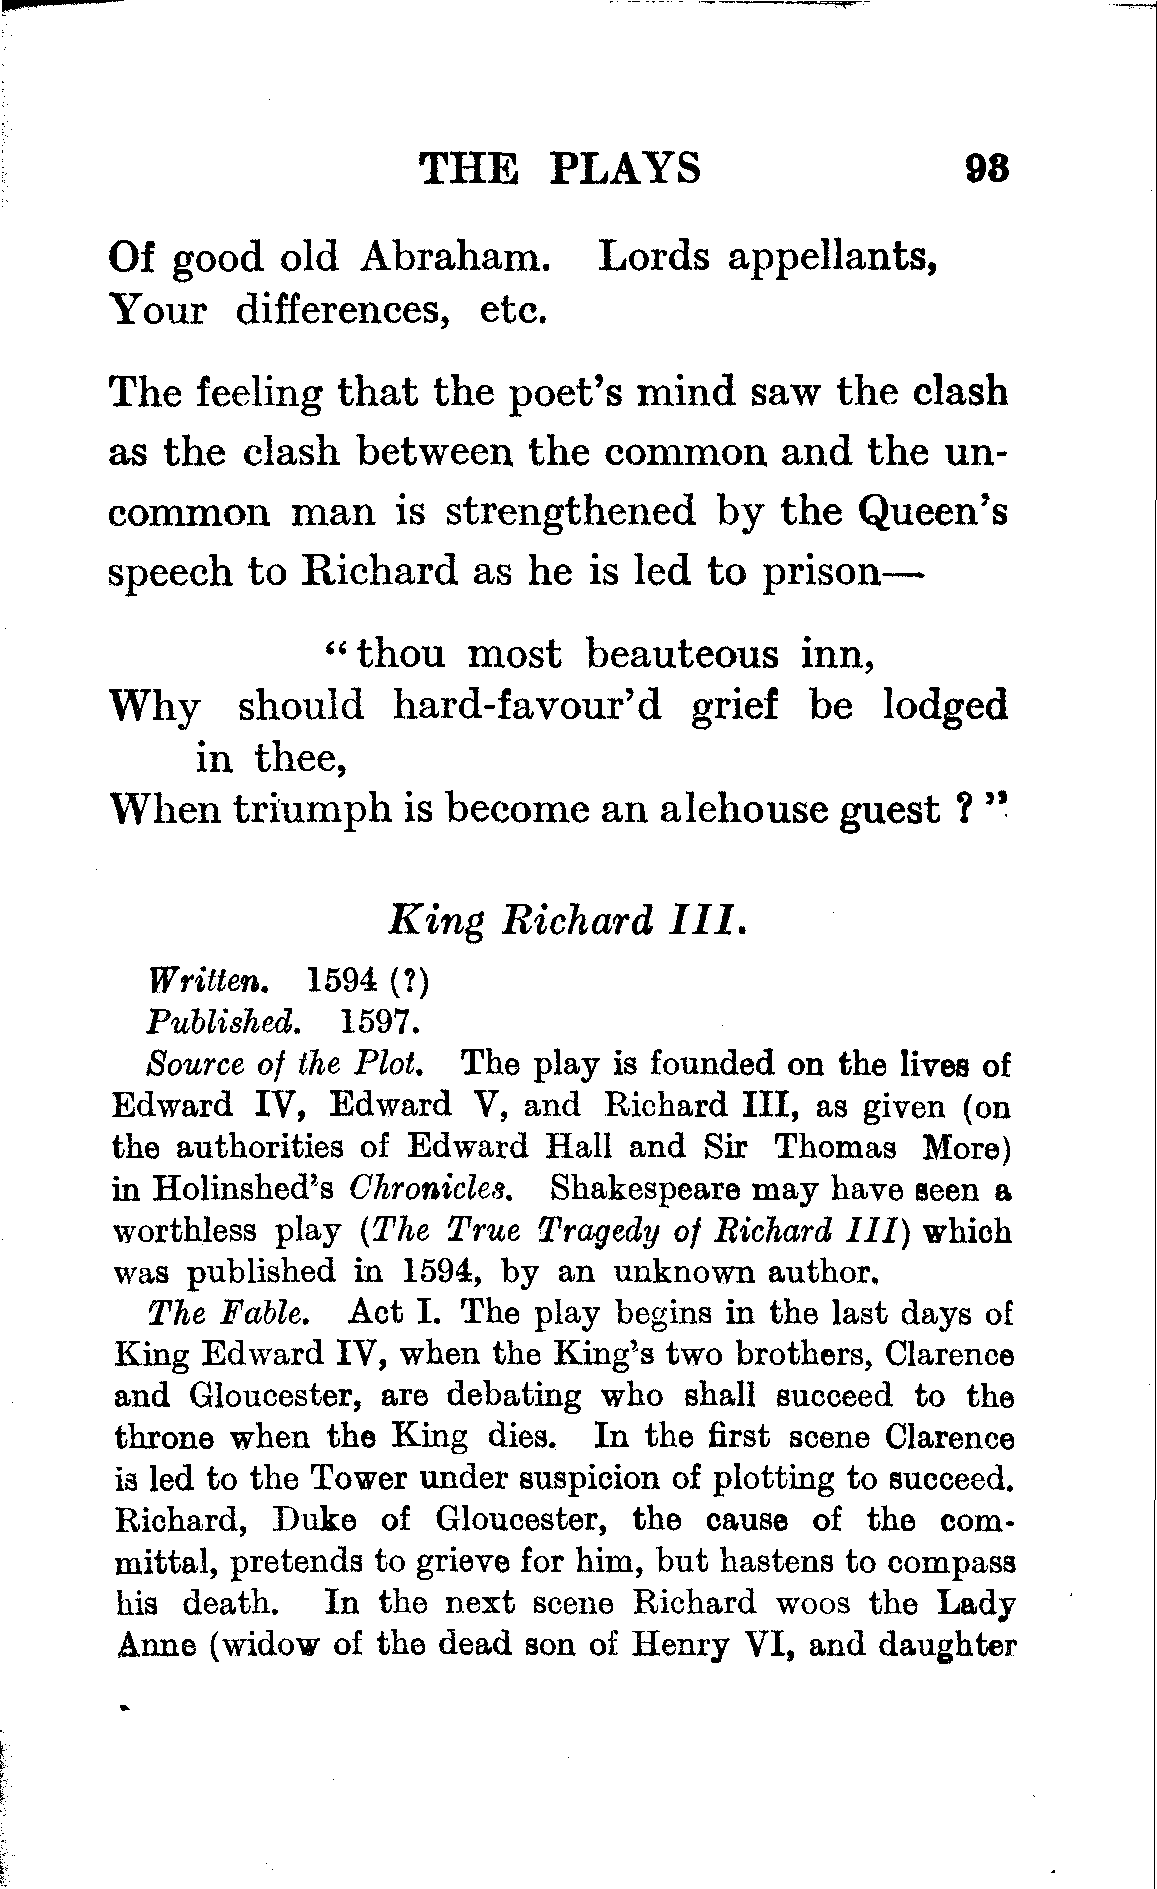 THE PLAYS 93
Of good old Abraham. Lords appellants,
Your differences, etc.
The feeling that the poet's mind saw the clash
as the clash between the common and the un-
common man is strengthened by the Queen's
speech to Richard as he is led to prison—
“ thou most beauteous inn,
Why should hard-favour'd grief be lodged
in thee,
When triumph is become an alehouse guest ? ”
King Richard III.
Written. 1594 (?)
Published. 1597.
Source of the Plot. The play is founded on the lives of
Edward IV, Edward V, and Richard III, as given (on
the authorities of Edward Hall and Sir Thomas More)
in Holinshed's Chronicles. Shakespeare may have seen a
worthless play (The True Tragedy of Richard III) which
was published in 1594, by an unknown author.
The Fable. Act I. The play begins in the last days of
King Edward IV, when the King's two brothers, Clarence
and Gloucester, are debating who shall succeed to the
throne when the King dies. In the first scene Clarence
is led to the Tower under suspicion of plotting to succeed.
Richard, Duke of Gloucester, the cause of the com-
mittal, pretends to grieve for him, but hastens to compass
his death. In the next scene Richard woos the Lady
Anne (widow of the dead son of Henry VI, and daughter